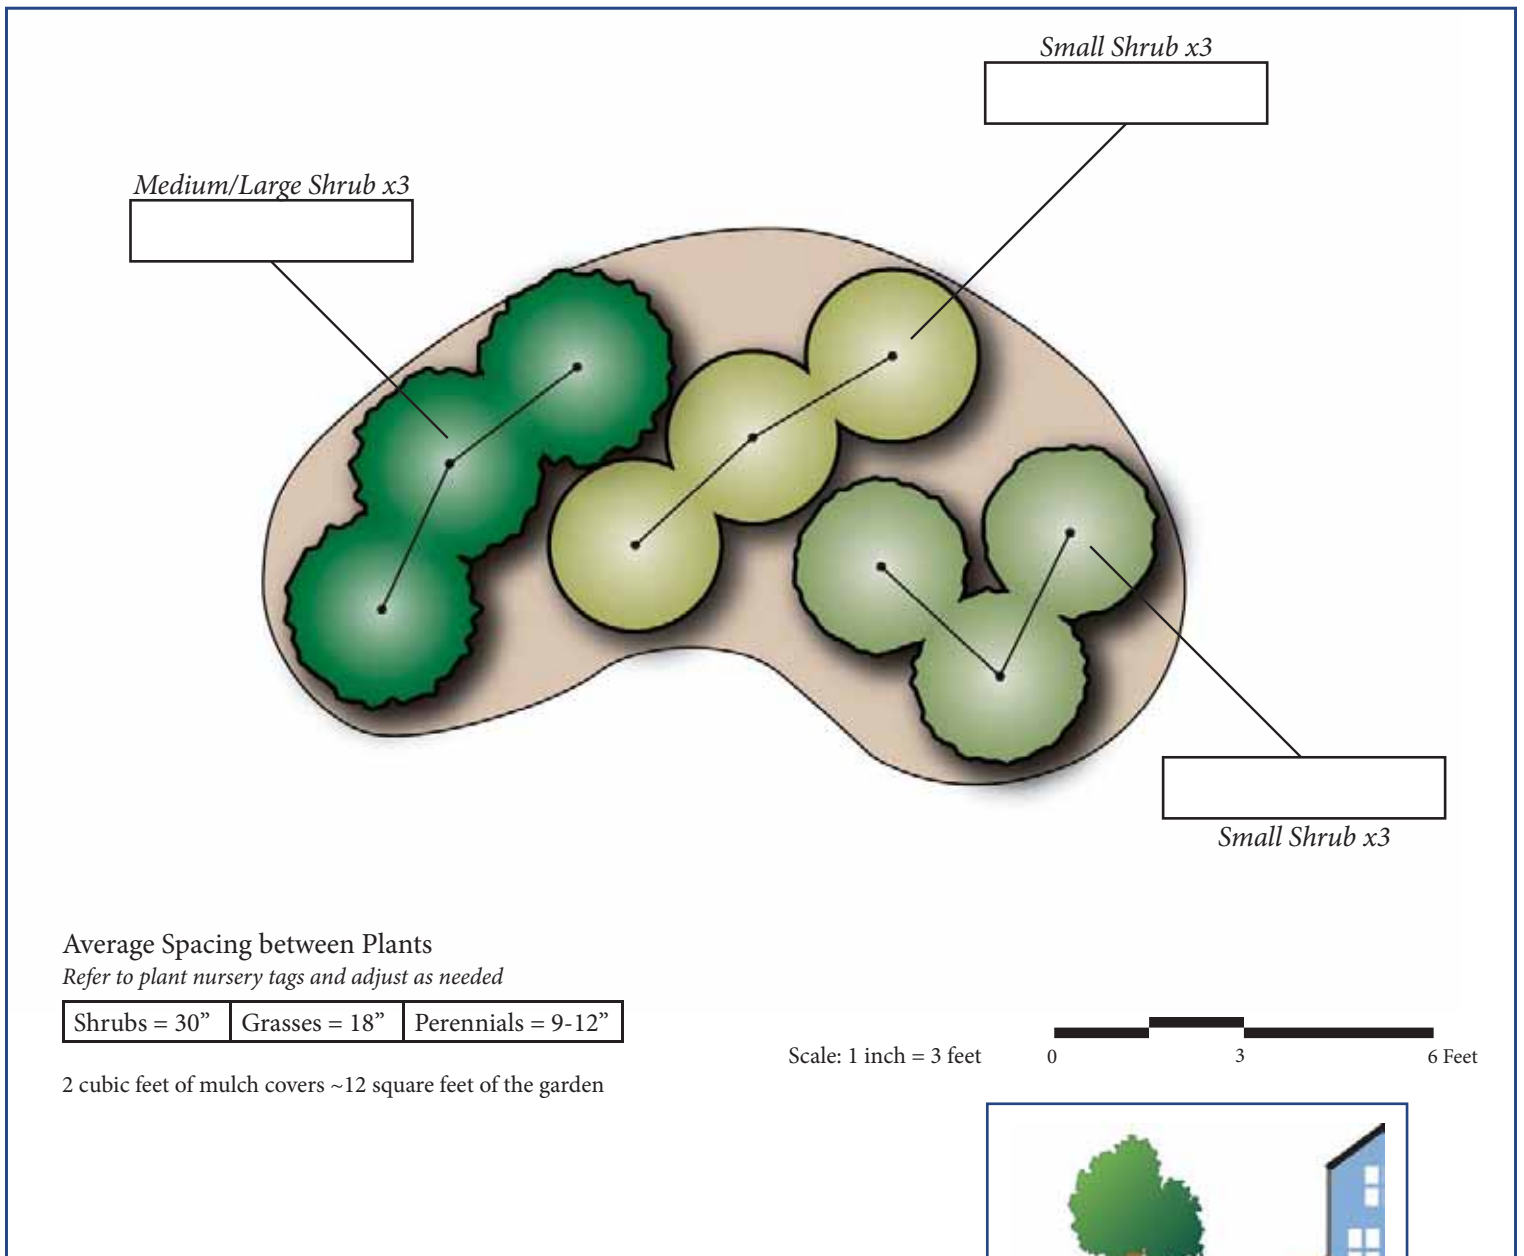 Small Shrub x3
Medium/Large Shrub x3
Small Shrub x3
Average Spacing between Plants
Refer to plant nursery tags and adjust as needed
Shrubs = 30” Grasses = 18” Perennials = 9-12”
Scale: 1 inch = 3 feet 0 3 6 Feet
2 cubic feet of mulch covers ~12 square feet of the garden